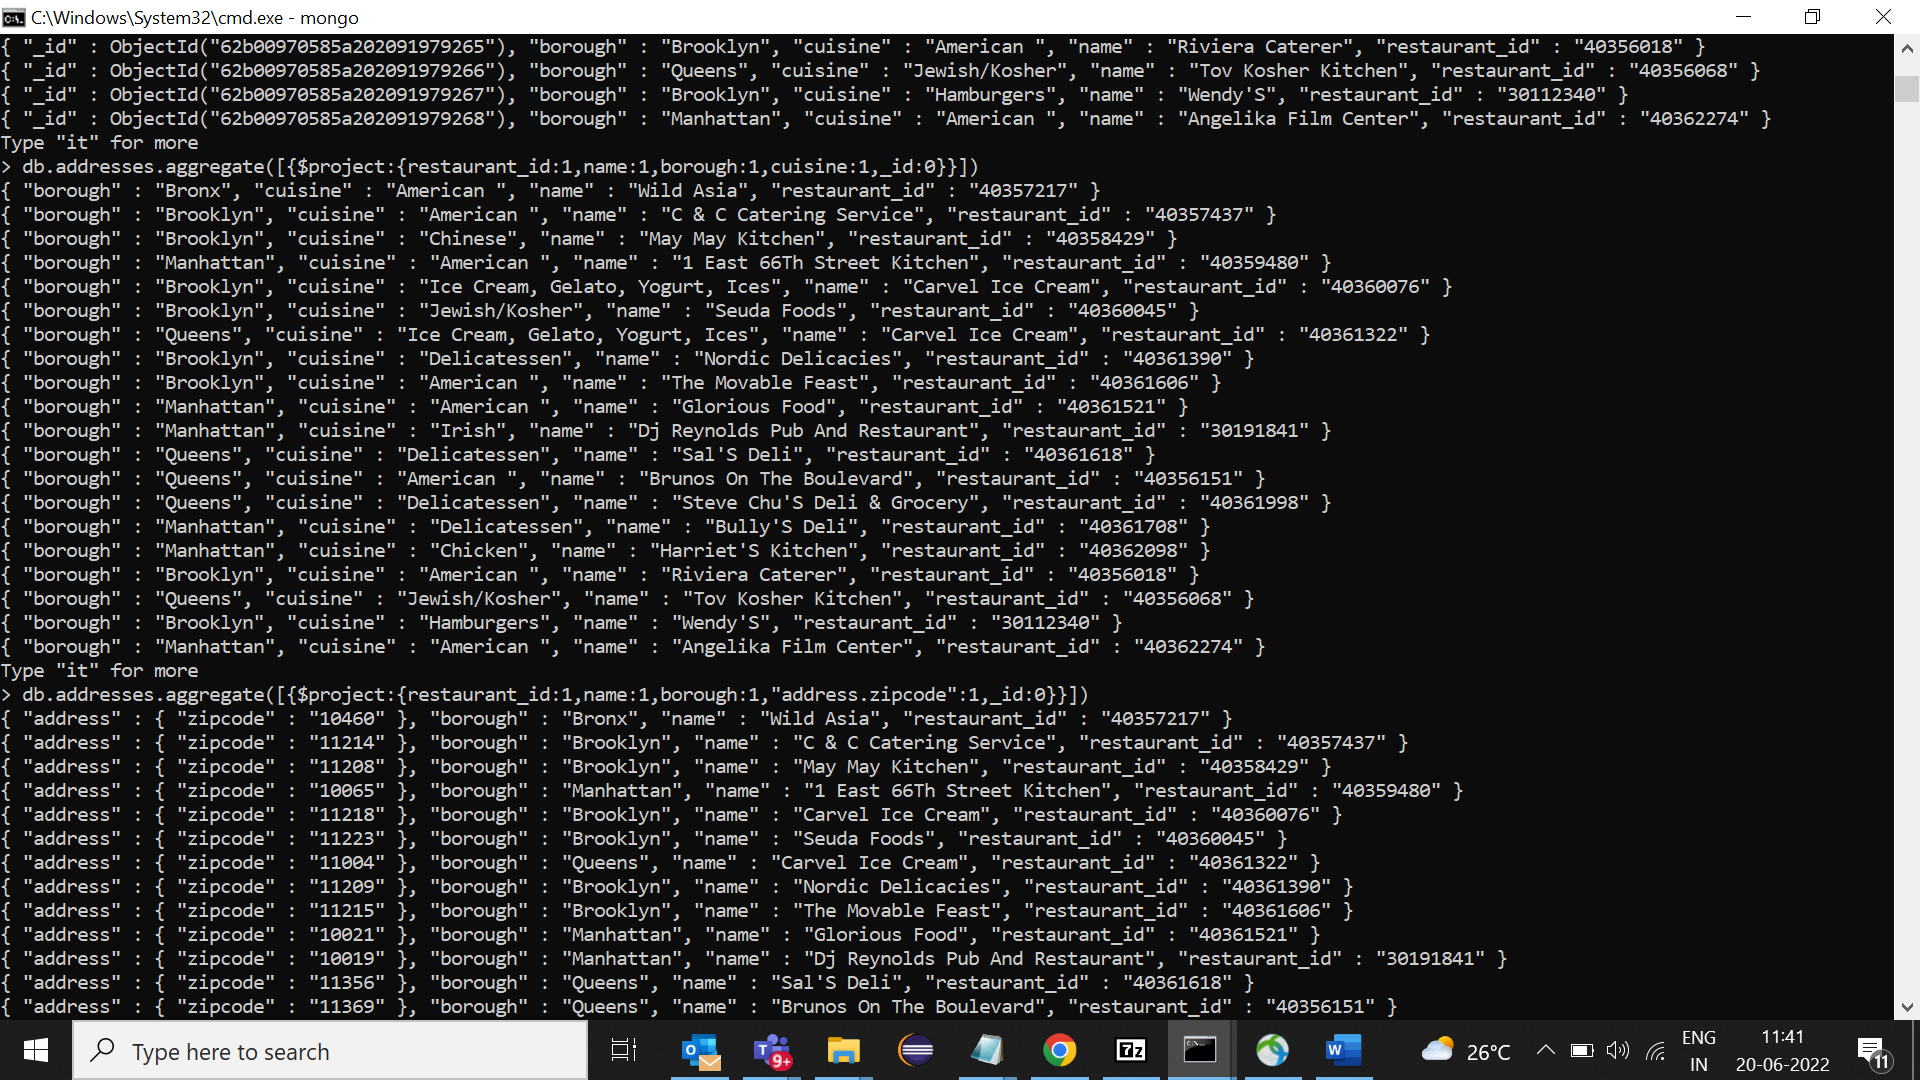 C:\Windows\System32\cmd.exe - mongo
{ "_id" : ObjectId("62b00970585a202091979265"), "borough" : "Brooklyn", "cuisine" : "American ", "name" : "Riviera Caterer", "restaurant_id" : "40356018" }
{ "_id" : ObjectId("62b00970585a202091979266"), "borough" : "Queens", "cuisine" : "Jewish/Kosher", "name" : "Tov Kosher Kitchen", "restaurant_id" : "40356068" }
{ "_id" : ObjectId("62b00970585a202091979267"), "borough" : "Brooklyn", "cuisine" : "Hamburgers", "name" : "Wendy'S", "restaurant_id" : "30112340" }
{ "_id" : ObjectId("62b00970585a202091979268"), "borough" : "Manhattan", "cuisine" : "American ", "name" : "Angelika Film Center", "restaurant_id" : "40362274" }
Type "it" for more
> db.addresses.aggregate([{$project:{restaurant_id:1,name:1,borough:1,cuisine:1,_id:0}}])
{ "borough" : "Bronx", "cuisine" : "American ", "name" : "Wild Asia", "restaurant_id" : "40357217" }
{ "borough" : "Brooklyn", "cuisine" : "American ", "name" : "C & C Catering Service", "restaurant_id" : "40357437" }
{ "borough" : "Brooklyn", "cuisine" : "Chinese", "name" : "May May Kitchen", "restaurant_id" : "40358429" }
{ "borough" : "Manhattan", "cuisine" : "American ", "name" : "1 East 66Th Street Kitchen", "restaurant_id" : "40359480" }
{ "borough" : "Brooklyn", "cuisine" : "Ice Cream, Gelato, Yogurt, Ices", "name" : "Carvel Ice Cream", "restaurant_id" : "40360076" }
{ "borough" : "Brooklyn", "cuisine" : "Jewish/Kosher", "name" : "Seuda Foods", "restaurant_id" : "40360045" }
{ "borough" : "Queens", "cuisine" : "Ice Cream, Gelato, Yogurt, Ices", "name" : "Carvel Ice Cream", "restaurant_id" : "40361322" }
{ "borough" : "Brooklyn", "cuisine" : "Delicatessen", "name" : "Nordic Delicacies", "restaurant_id" : "40361390" }
{ "borough" : "Brooklyn", "cuisine" : "American ", "name" : "The Movable Feast", "restaurant_id" : "40361606" }
{ "borough" : "Manhattan", "cuisine" : "American ", "name" : "Glorious Food", "restaurant_id" : "40361521" }
{ "borough" : "Manhattan", "cuisine" : "Irish", "name" : "Dj Reynolds Pub And Restaurant", "restaurant_id" : "30191841" }
{ "borough" : "Queens", "cuisine" : "Delicatessen", "name" : "Sal'S Deli", "restaurant_id" : "40361618" }
{ "borough" : "Queens", "cuisine" : "American ", "name" : "Brunos On The Boulevard", "restaurant_id" : "40356151" }
{ "borough" : "Queens", "cuisine" : "Delicatessen", "name" : "Steve Chu'S Deli & Grocery", "restaurant_id" : "40361998" }
{ "borough" : "Manhattan", "cuisine" : "Delicatessen", "name" : "Bully'S Deli", "restaurant_id" : "40361708" }
{ "borough" : "Manhattan", "cuisine" : "Chicken", "name" : "Harriet'S Kitchen", "restaurant_id" : "40362098" }
{ "borough" : "Brooklyn", "cuisine" : "American ", "name" : "Riviera Caterer", "restaurant_id" : "40356018" }
{ "borough" : "Queens", "cuisine" : "Jewish/Kosher", "name" : "Tov Kosher Kitchen", "restaurant_id" : "40356068" }
{ "borough" : "Brooklyn", "cuisine" : "Hamburgers", "name" : "Wendy'S", "restaurant_id" : "30112340" }
{ "borough" : "Manhattan", "cuisine" : "American ", "name" : "Angelika Film Center", "restaurant_id" : "40362274" }
Type "it" for more
> db.addresses.aggregate([{$project:{restaurant_id:1,name:1,borough:1,"address.zipcode":1,_id:0}}])
{ "address" : { "zipcode" : "10460" }, "borough" : "Bronx", "name" : "Wild Asia", "restaurant_id" : "40357217" }
{ "address" : { "zipcode" : "11214" }, "borough" : "Brooklyn", "name" : "C & C Catering Service", "restaurant_id" : "40357437" }
{ "address" : { "zipcode" : "11208" }, "borough" : "Brooklyn", "name" : "May May Kitchen", "restaurant_id" : "40358429" }
{ "address" : { "zipcode" : "10065" }, "borough" : "Manhattan", "name" : "1 East 66Th Street Kitchen", "restaurant_id" : "40359480" }
{ "address" : { "zipcode" : "11218" }, "borough" : "Brooklyn", "name" : "Carvel Ice Cream", "restaurant_id" : "40360076" }
{ "address" : { "zipcode" : "11223" }, "borough" : "Brooklyn", "name" : "Seuda Foods", "restaurant_id" : "40360045" }
{ "address" : { "zipcode" : "11004" }, "borough" : "Queens", "name" : "Carvel Ice Cream", "restaurant_id" : "40361322" }
{ "address" : { "zipcode" : "11209" }, "borough" : "Brooklyn", "name" : "Nordic Delicacies", "restaurant_id" : "40361390" }
{ "address" : { "zipcode" : "11215" }, "borough" : "Brooklyn", "name" : "The Movable Feast", "restaurant_id" : "40361606" }
{ "address" : { "zipcode" : "10021" }, "borough" : "Manhattan", "name" : "Glorious Food", "restaurant_id" : "40361521" }
{ "address" : { "zipcode" : "10019" }, "borough" : "Manhattan", "name" : "Dj Reynolds Pub And Restaurant", "restaurant_id" : "30191841" }
{ "address" : { "zipcode" : "11356" }, "borough" : "Queens", "name" : "Sal'S Deli", "restaurant_id" : "40361618" }
{ "address" : { "zipcode" : "11369" }, "borough" : "Queens", "name" : "Brunos On The Boulevard", "restaurant_id" : "40356151" }
Type here to search
9+
7z
26°C
ENG
IN
11:41
20-06-2022
11